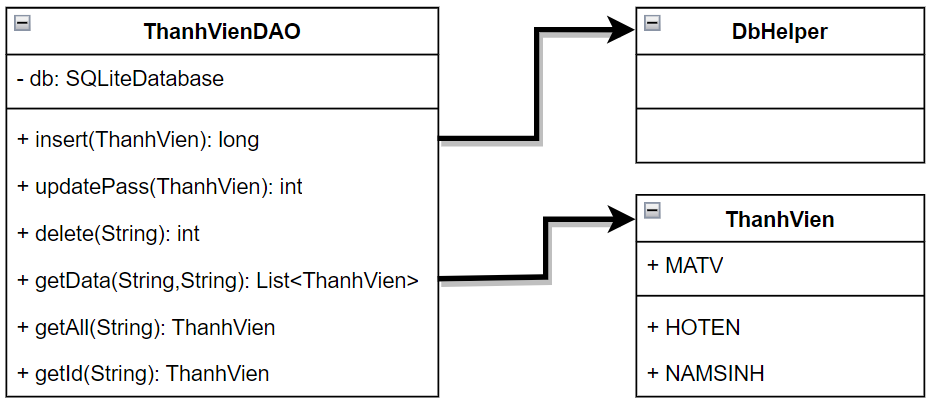 ThanhVienDAO
- db: SQLiteDatabase
+ insert(ThanhVien): long
+ updatePass(ThanhVien): int
+ delete(String): int
+ getData(String,String): List<ThanhVien>
+ getAll(String): ThanhVien
+ getId(String): ThanhVien
DbHelper
ThanhVien
+ MATV
+ HOTEN
+ NAMSINH